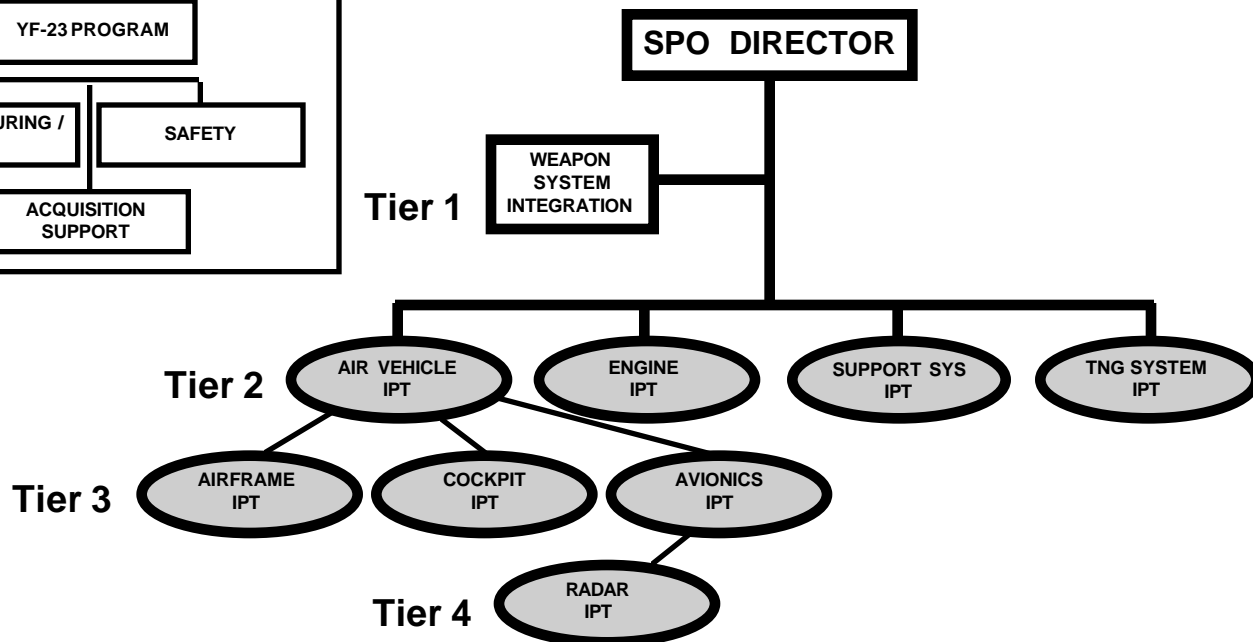 YF-23 PROGRAM
URING /
SAFETY
ACQUISITION
SUPPORT
SPO DIRECTOR
WEAPON
SYSTEM
INTEGRATION
Tier 1
Tier 2
AIR VEHICLE
IPT
ENGINE
IPT
SUPPORT SYS
IPT
TNG SYSTEM
IPT
Tier 3
AIRFRAME
IPT
COCKPIT
IPT
AVIONICS
IPT
Tier 4
RADAR
IPT